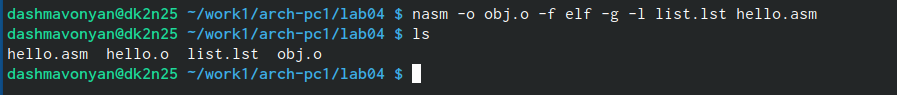 dashmavonyan@dk2n25 ~/work1/arch-pc1/lab04 $ nasm -o obj.o -f elf -g -l list.lst hello.asm
dashmavonyan@dk2n25 ~/work1/arch-pc1/lab04 $ ls
hello.asm  hello.o  list.lst  obj.o
dashmavonyan@dk2n25 ~/work1/arch-pc1/lab04 $